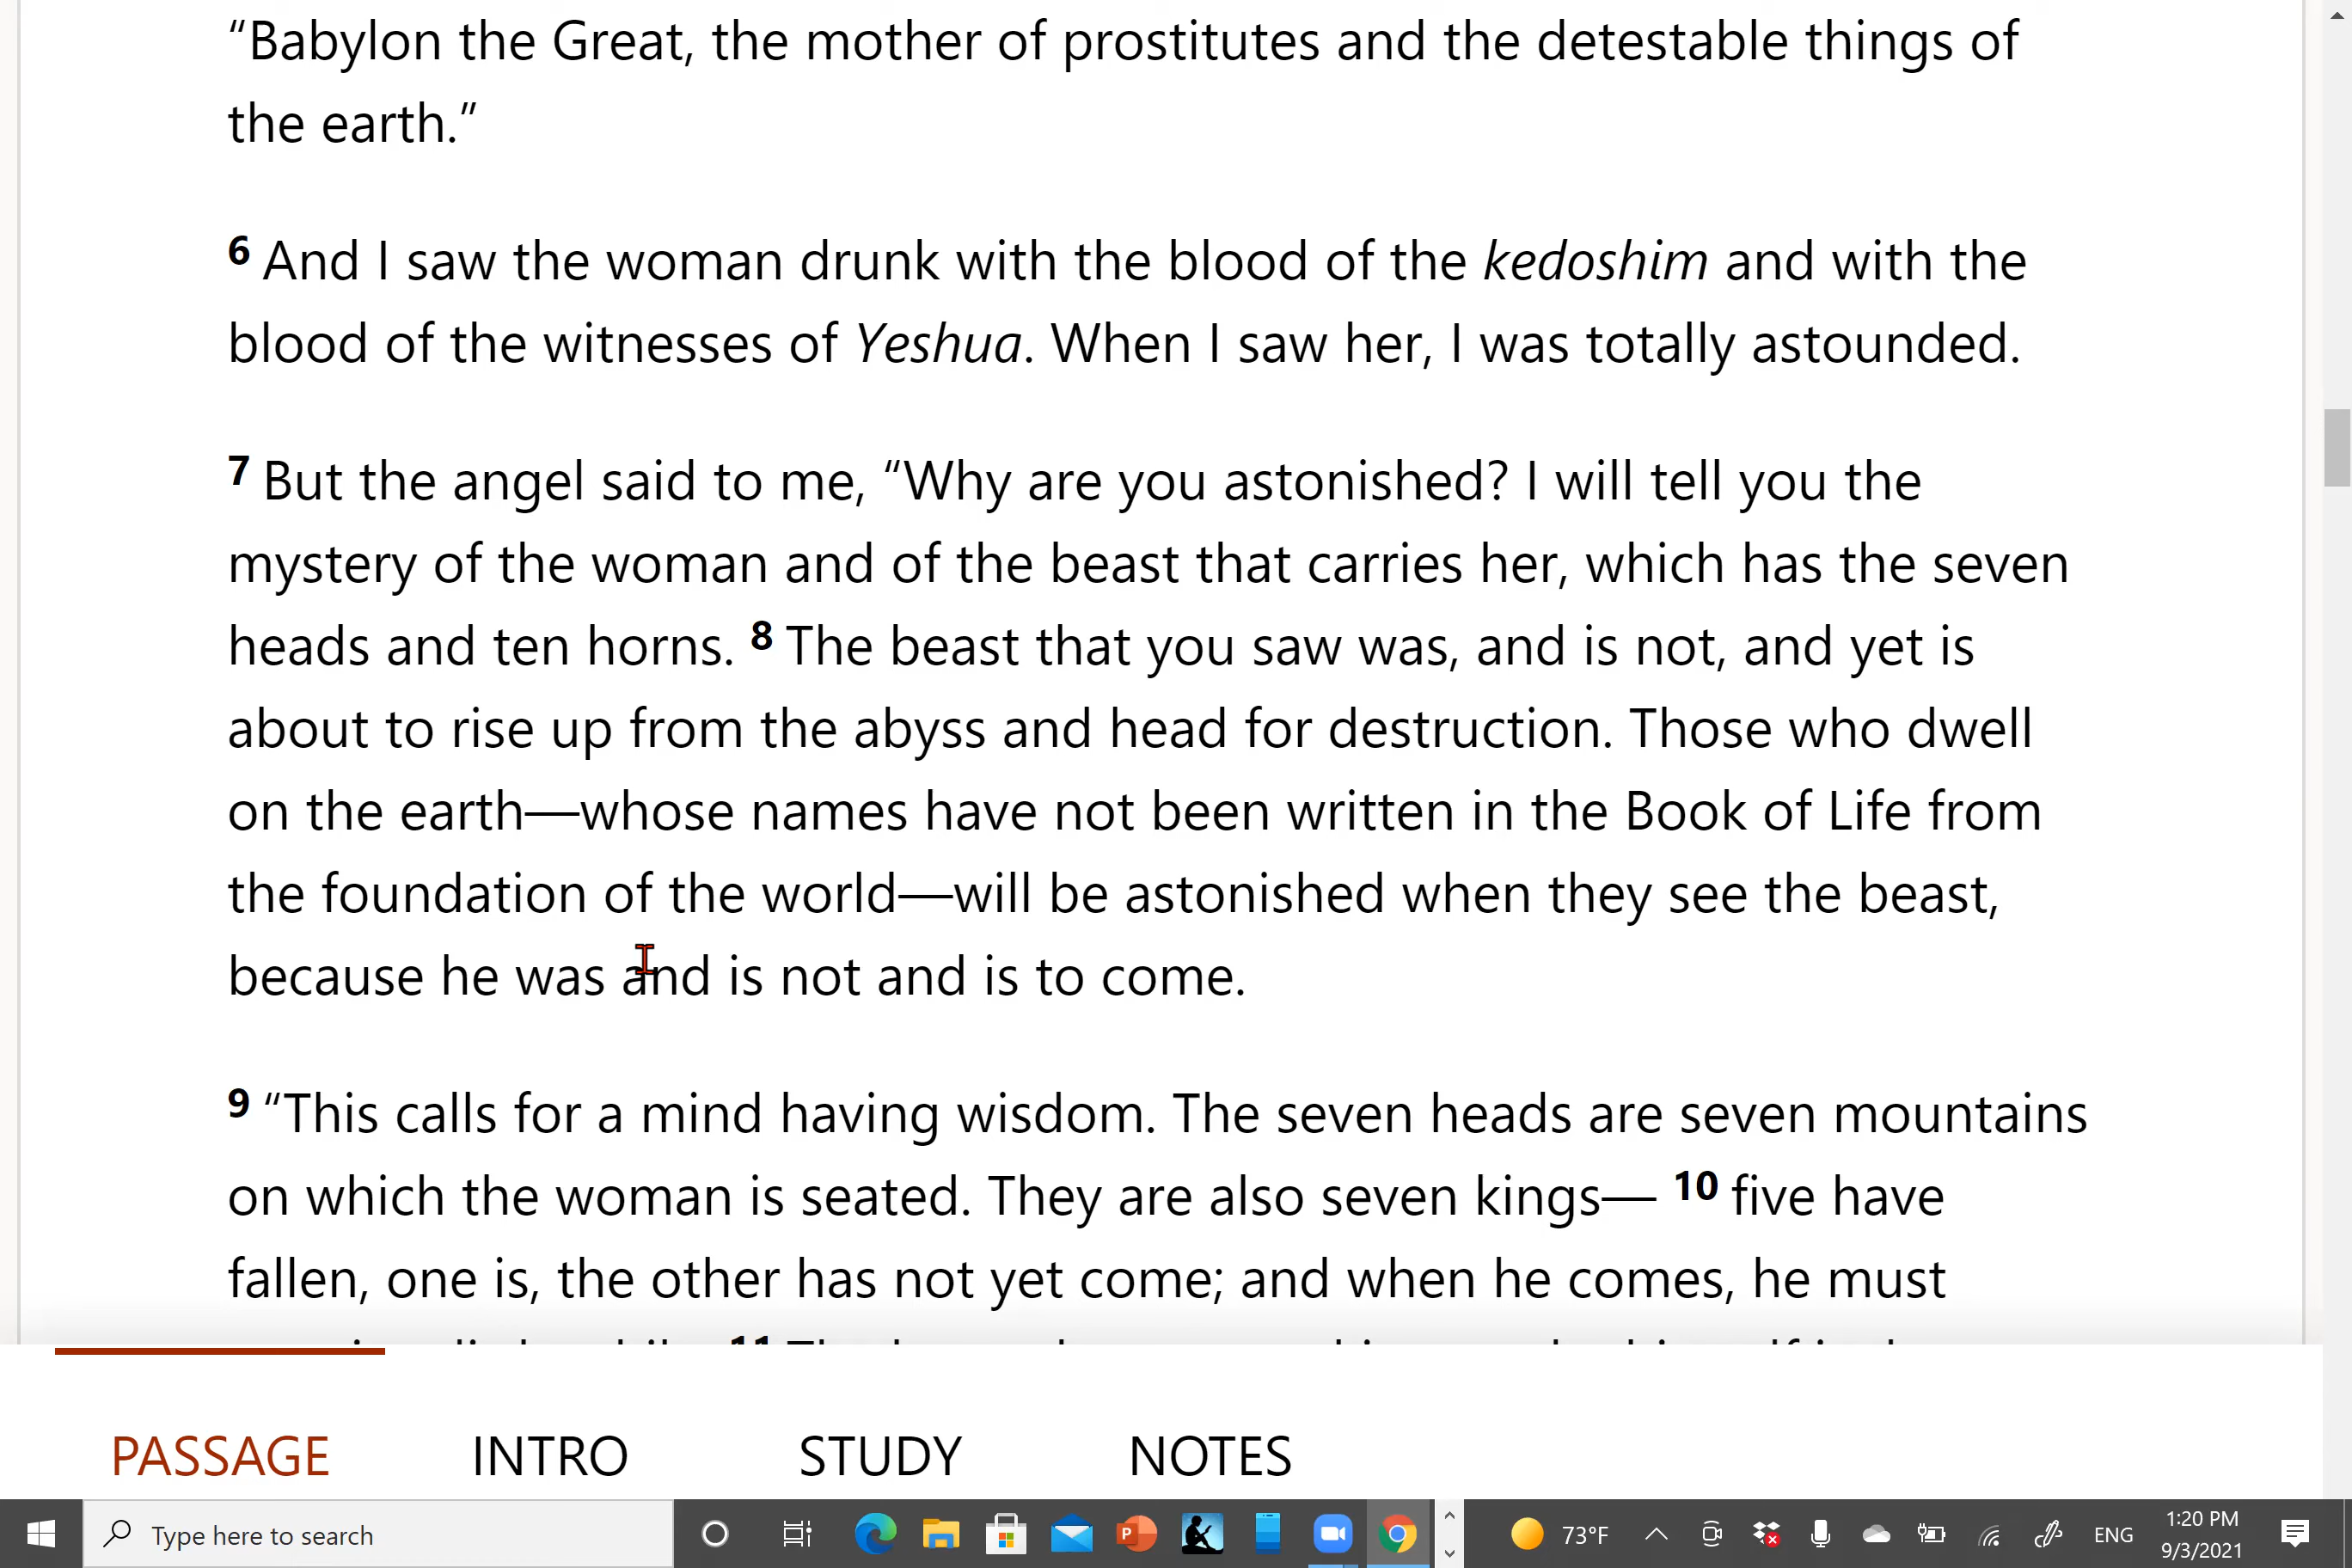 “Babylon the Great, the mother of prostitutes and the detestable things of
the earth.”
6 And I saw the woman drunk with the blood of the kedoshim and with the
blood of the witnesses of Yeshua. When I saw her, I was totally astounded.
7 But the angel said to me, “Why are you astonished? I will tell you the
mystery of the woman and of the beast that carries her, which has the seven
heads and ten horns. 8 The beast that you saw was, and is not, and yet is
about to rise up from the abyss and head for destruction. Those who dwell
on the earth—whose names have not been written in the Book of Life from
the foundation of the world—will be astonished when they see the beast,
because he was and is not and is to come.
9 “This calls for a mind having wisdom. The seven heads are seven mountains
on which the woman is seated. They are also seven kings— 10 five have
fallen, one is, the other has not yet come; and when he comes, he must
PASSAGE INTRO STUDY NOTES
Type here to search
73°F
ENG
1:20 PM
9/3/2021